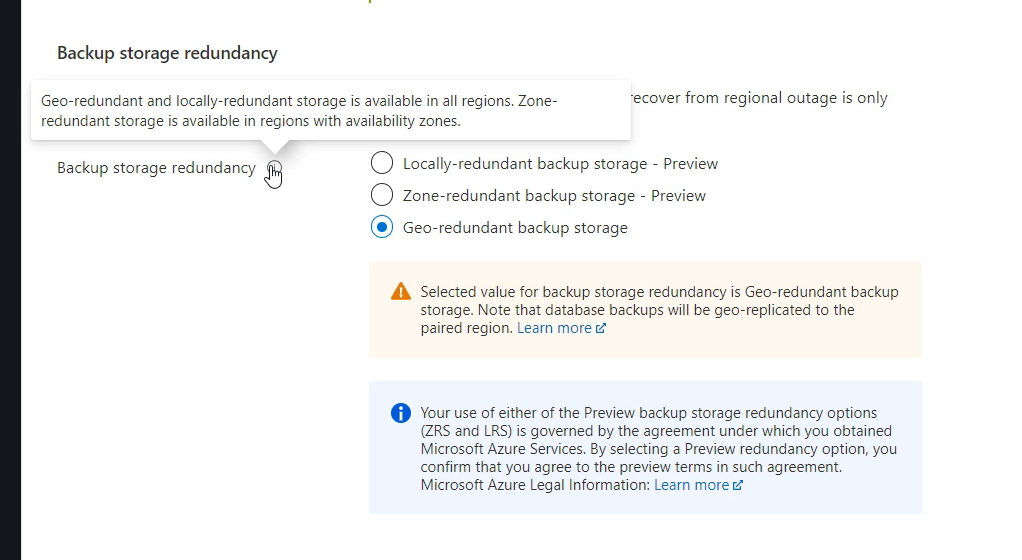 Backup storage redundancy
Geo-redundant and locally-redundant storage is available in all regions. Zone-
redundant storage is available in regions with availability zones.
recover from regional outage is only
Backup storage redundancy
Locally-redundant backup storage - Preview
Zone-redundant backup storage - Preview
Geo-redundant backup storage
Selected value for backup storage redundancy is Geo-redundant backup
storage. Note that database backups will be geo-replicated to the
paired region. Learn more
Your use of either of the Preview backup storage redundancy options
(ZRS and LRS) is governed by the agreement under which you obtained
Microsoft Azure Services. By selecting a Preview redundancy option, you
confirm that you agree to the preview terms in such agreement.
Microsoft Azure Legal Information: Learn more